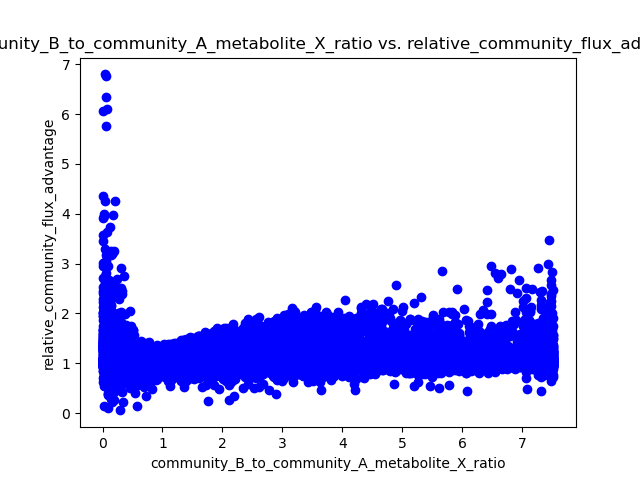 unity_B_to_community_A_metabolite_X_ratio vs. relative_community_flux_ad
7
6
5
4
3
2
1
0
relative_community_flux_advantage
0 1 2 3 4 5 6 7
community_B_to_community_A_metabolite_X_ratio